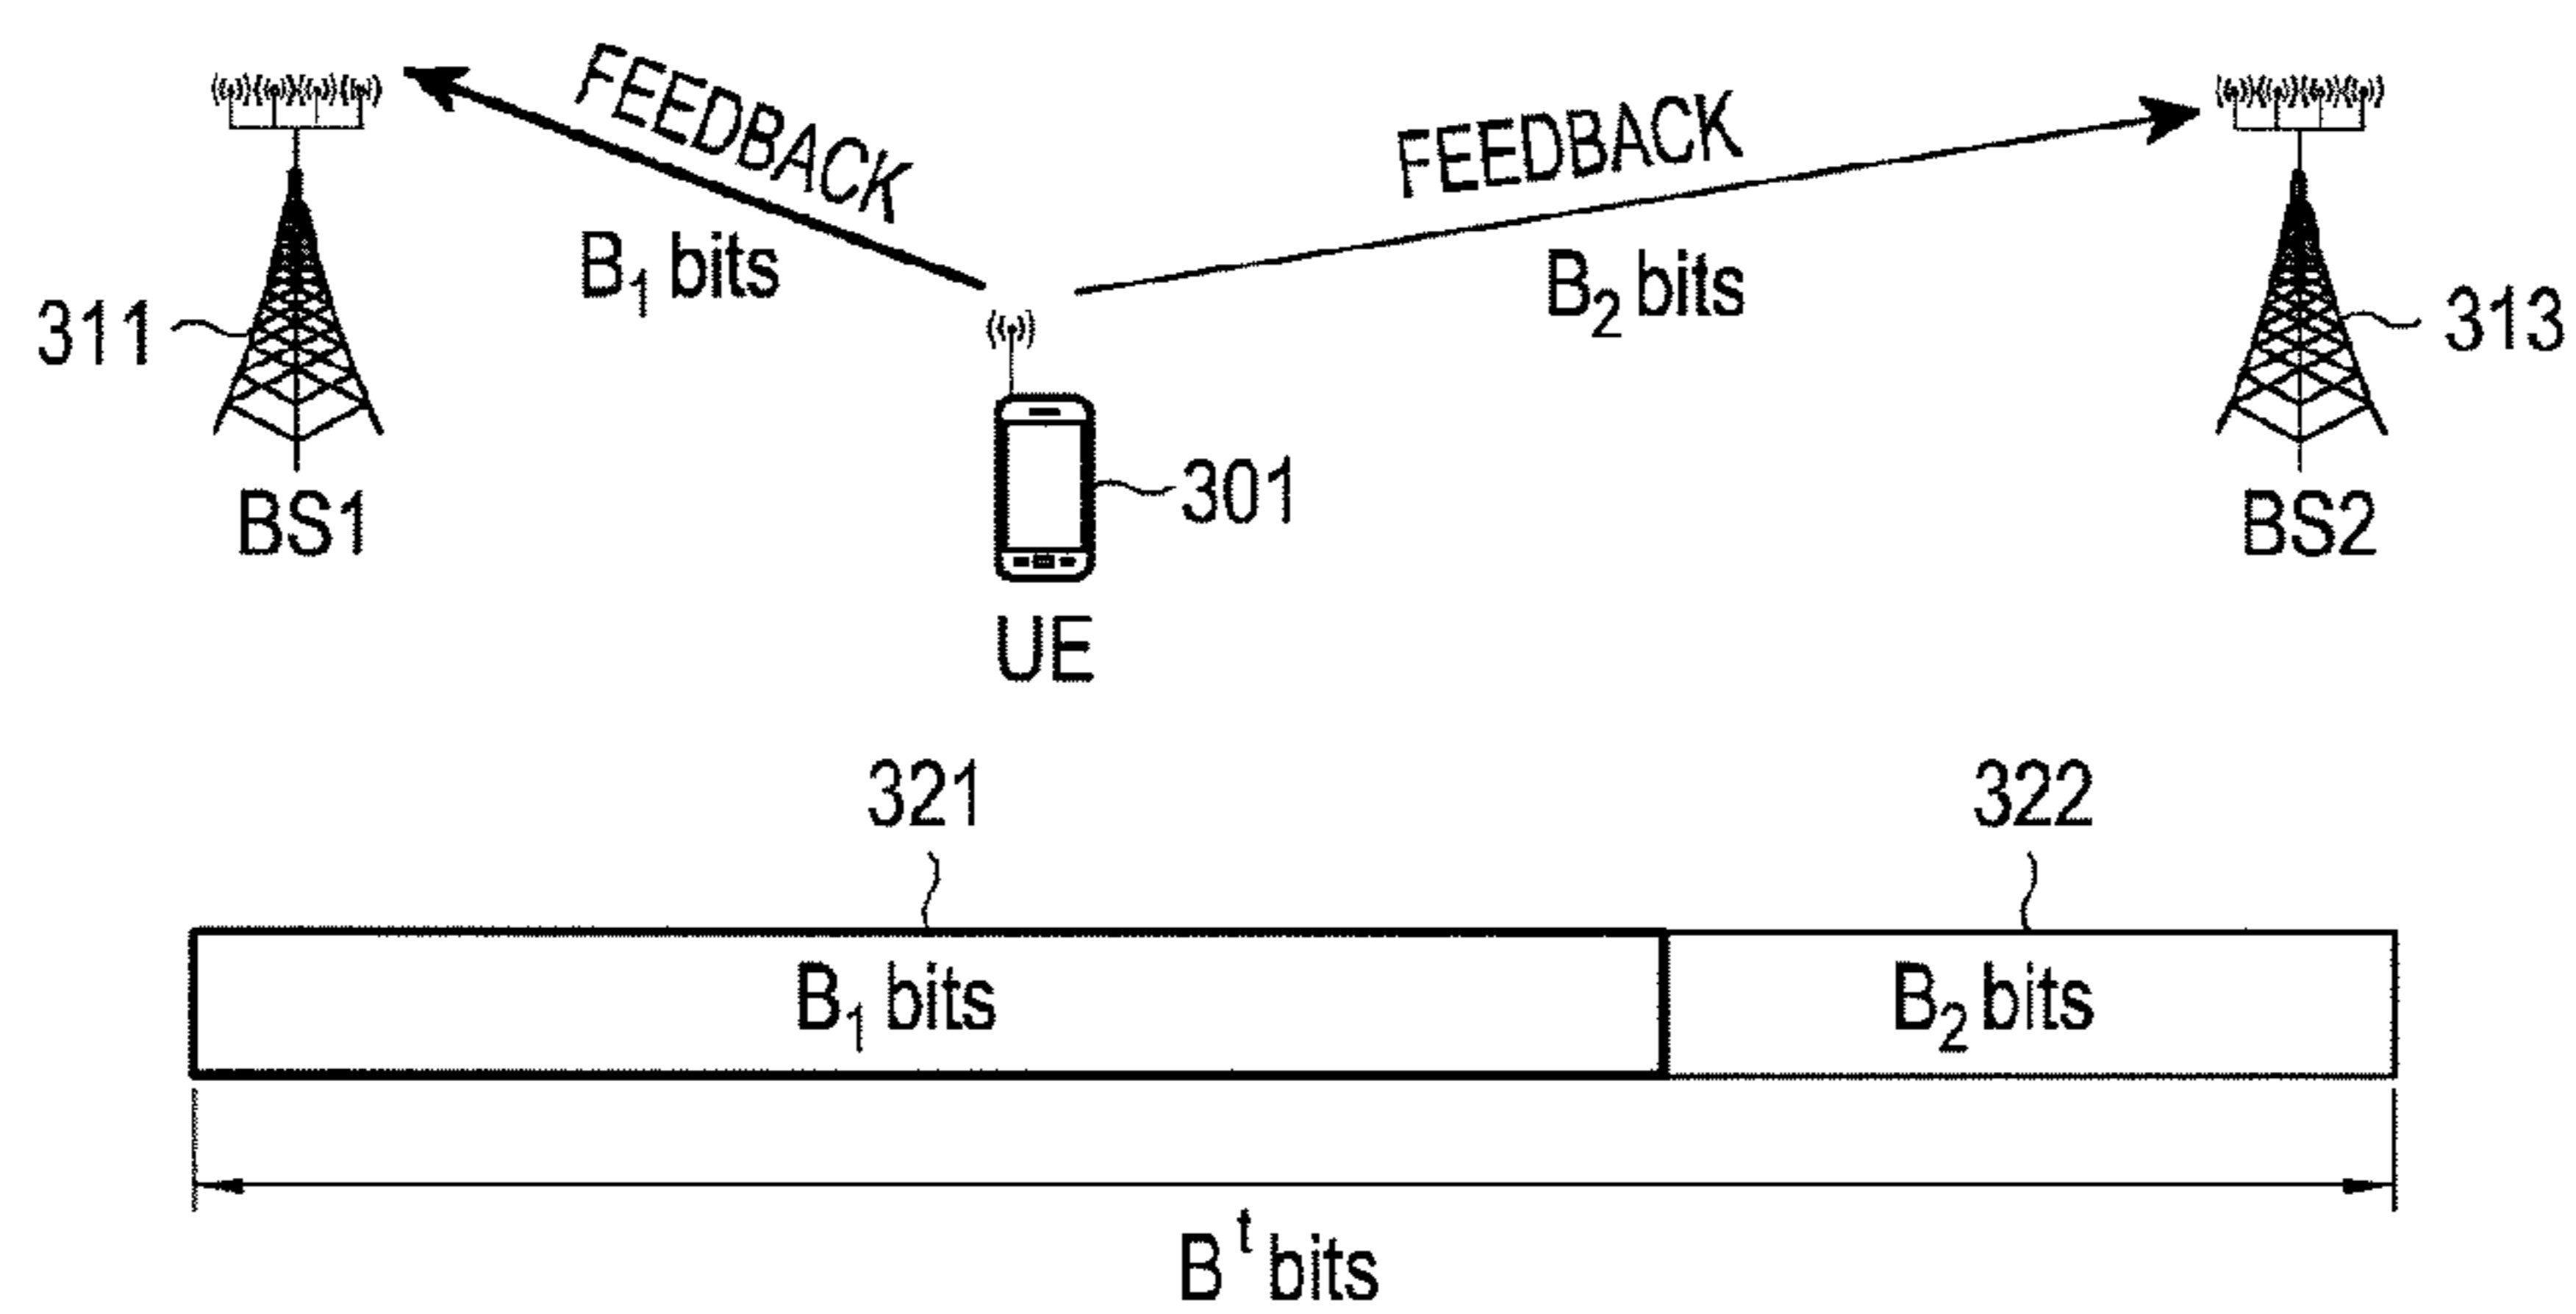 FEEDBACK
FEEDBACK
B₁ bits
B₂ bits
311
313
301
BS1
BS2
UE
321
322
B₁ bits
B₂ bits
Bᵗ bits